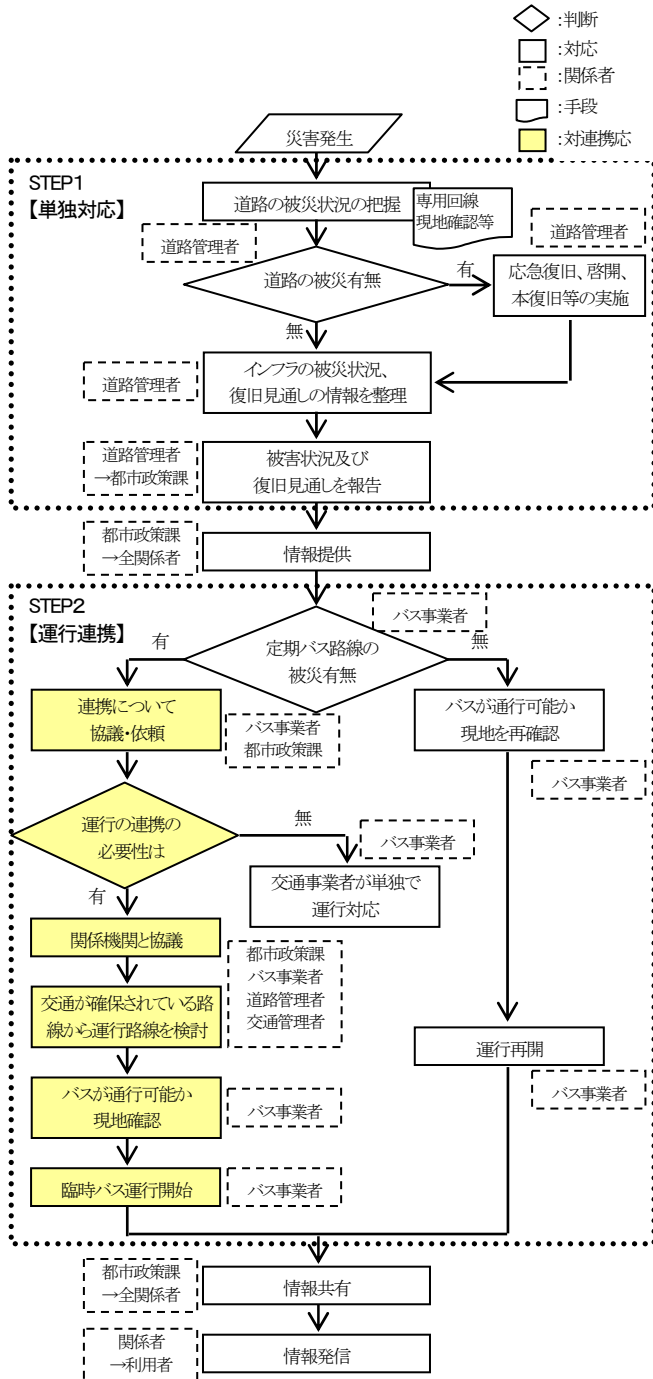 :判断
:対応
:関係者
:手段
:対連携応
災害発生
STEP1
【単独対応】
道路の被災状況の把握
専用回線
現地確認等
道路管理者
道路管理者
道路の被災有無
有
応急復旧、啓開、
本復旧等の実施
無
道路管理者
インフラの被災状況、
復旧見通しの情報を整理
道路管理者
→都市政策課
被害状況及び
復旧見通しを報告
都市政策課
→全関係者
情報提供
STEP2
【運行連携】
バス事業者
有
定期バス路線の
被災有無
無
連携について
協議・依頼
バス事業者
都市政策課
バスが通行可能か
現地を再確認
バス事業者
運行の連携の
必要性は
無
バス事業者
交通事業者が単独で
運行対応
有
関係機関と協議
都市政策課
バス事業者
道路管理者
交通管理者
交通が確保されている路
線から運行路線を検討
運行再開
バス事業者
バスが通行可能か
現地確認
バス事業者
臨時バス運行開始
バス事業者
都市政策課
→全関係者
情報共有
関係者
→利用者
情報発信